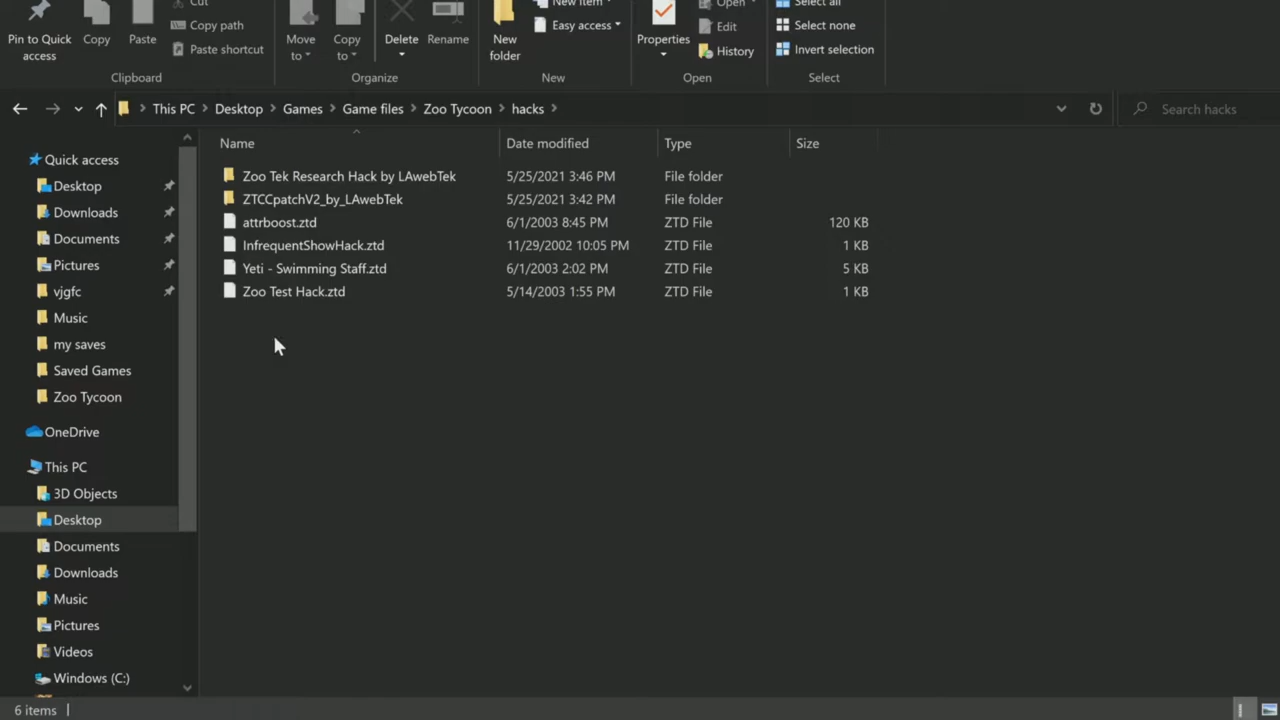 Cut
Copy path
Paste shortcut
Pin to Quick access
Copy
Paste
Clipboard
Move to
Copy to
Delete
Rename
Organize
New folder
New item
Easy access
New
Properties
Open
Edit
History
Open
Select all
Select none
Invert selection
Select
This PC > Desktop > Games > Game files > Zoo Tycoon > hacks >
Search hacks
Name Date modified Type Size
Zoo Tek Research Hack by LAwebTek 5/25/2021 3:46 PM File folder
ZTCCpatchV2_by_LAwebTek 5/25/2021 3:42 PM File folder
attrboost.ztd 6/1/2003 8:45 PM ZTD File 120 KB
InfrequentShowHack.ztd 11/29/2002 10:05 PM ZTD File 1 KB
Yeti - Swimming Staff.ztd 6/1/2003 2:02 PM ZTD File 5 KB
Zoo Test Hack.ztd 5/14/2003 1:55 PM ZTD File 1 KB
Quick access
Desktop
Downloads
Documents
Pictures
vjgfc
Music
my saves
Saved Games
Zoo Tycoon
OneDrive
This PC
3D Objects
Desktop
Documents
Downloads
Music
Pictures
Videos
Windows (C:)
6 items